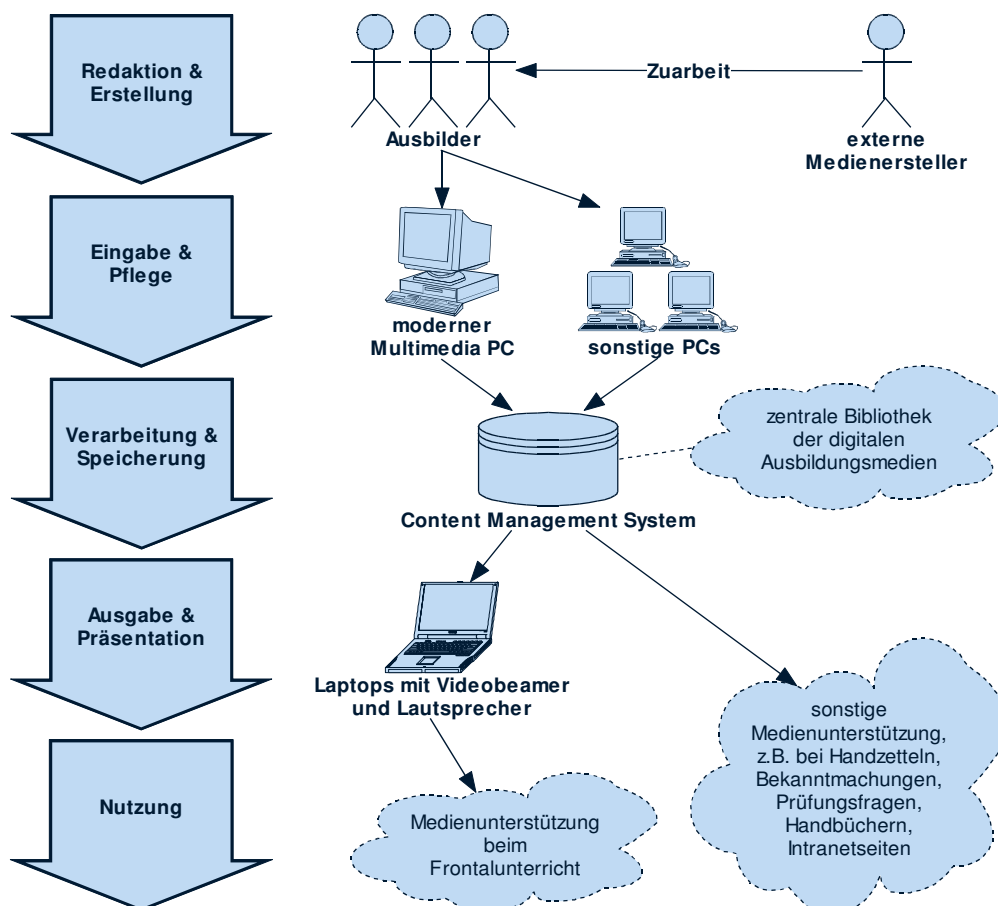 Redaktion &
Erstellung
Zuarbeit
Ausbilder
externe
Medienersteller
Eingabe &
Pflege
moderner
Multimedia PC
sonstige PCs
Verarbeitung &
Speicherung
zentrale Bibliothek
der digitalen
Ausbildungsmedien
Content Management System
Ausgabe &
Präsentation
Laptops mit Videobeamer
und Lautsprecher
sonstige
Medienunterstützung,
z.B. bei Handzetteln,
Bekanntmachungen,
Prüfungsfragen,
Handbüchern,
Intranetseiten
Nutzung
Medienunterstützung
beim
Frontalunterricht